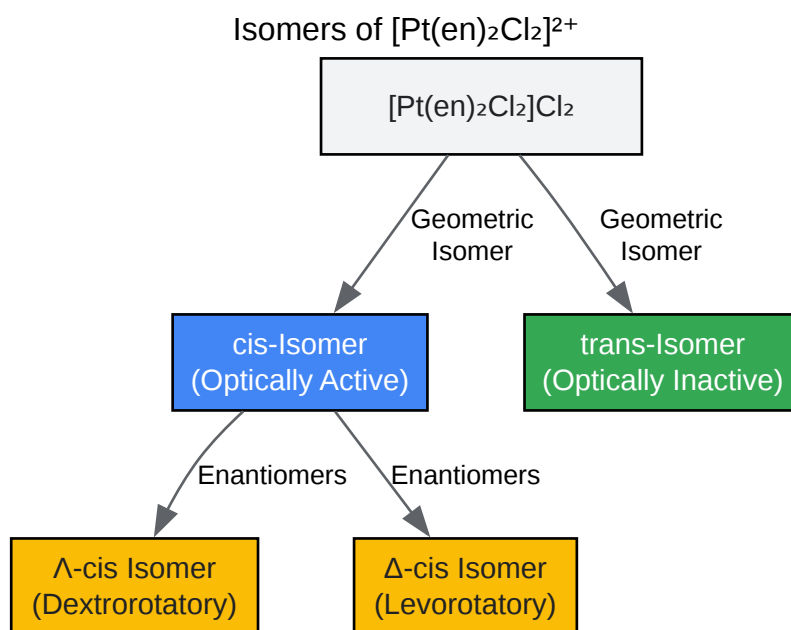 Isomers of [Pt(en)₂Cl₂]²⁺
[Pt(en)₂Cl₂]Cl₂
Geometric
Isomer
Geometric
Isomer
cis-Isomer
(Optically Active)
trans-Isomer
(Optically Inactive)
Enantiomers
Enantiomers
Λ-cis Isomer
(Dextrorotatory)
Δ-cis Isomer
(Levorotatory)